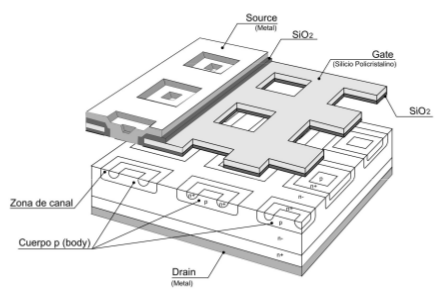 Source
(Metal)
SiO2
Gate
(Silicio Policristalino)
SiO2
Zona de canal
Cuerpo p (body)
Drain
(Metal)
p
p
p
n-
n+